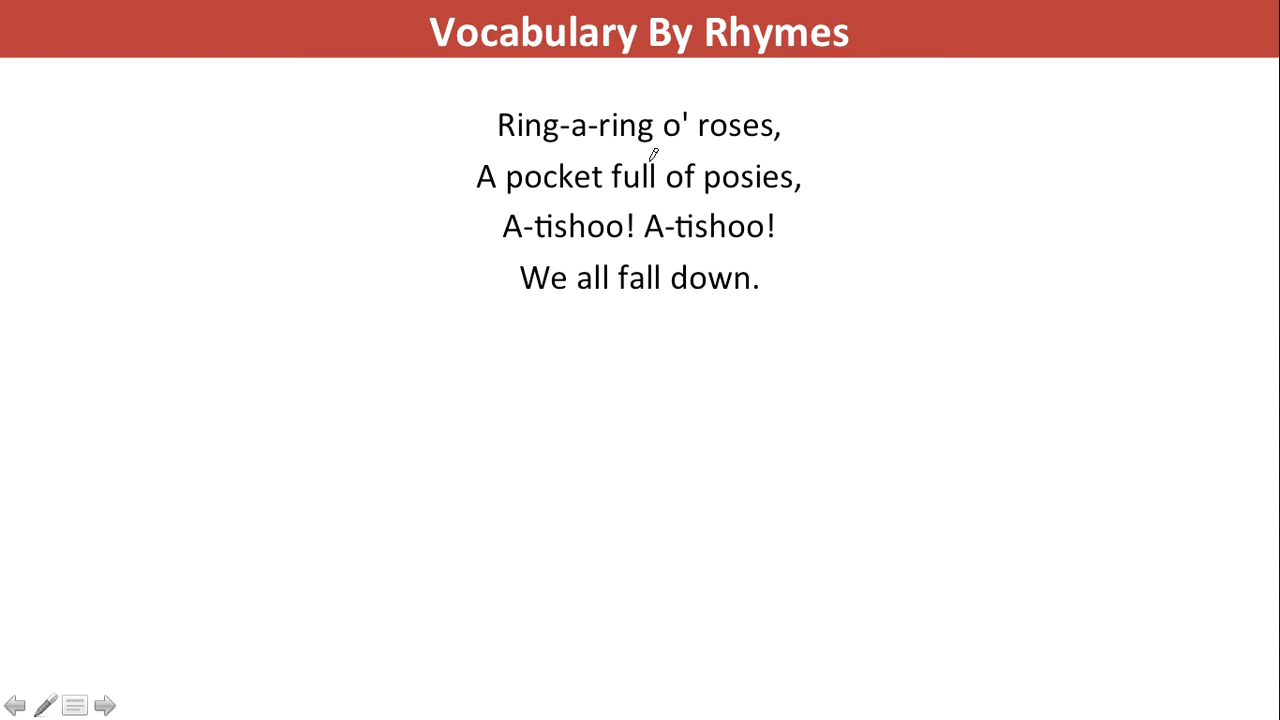 Vocabulary By Rhymes
Ring-a-ring o' roses,
A pocket full of posies,
A-tishoo! A-tishoo!
We all fall down.